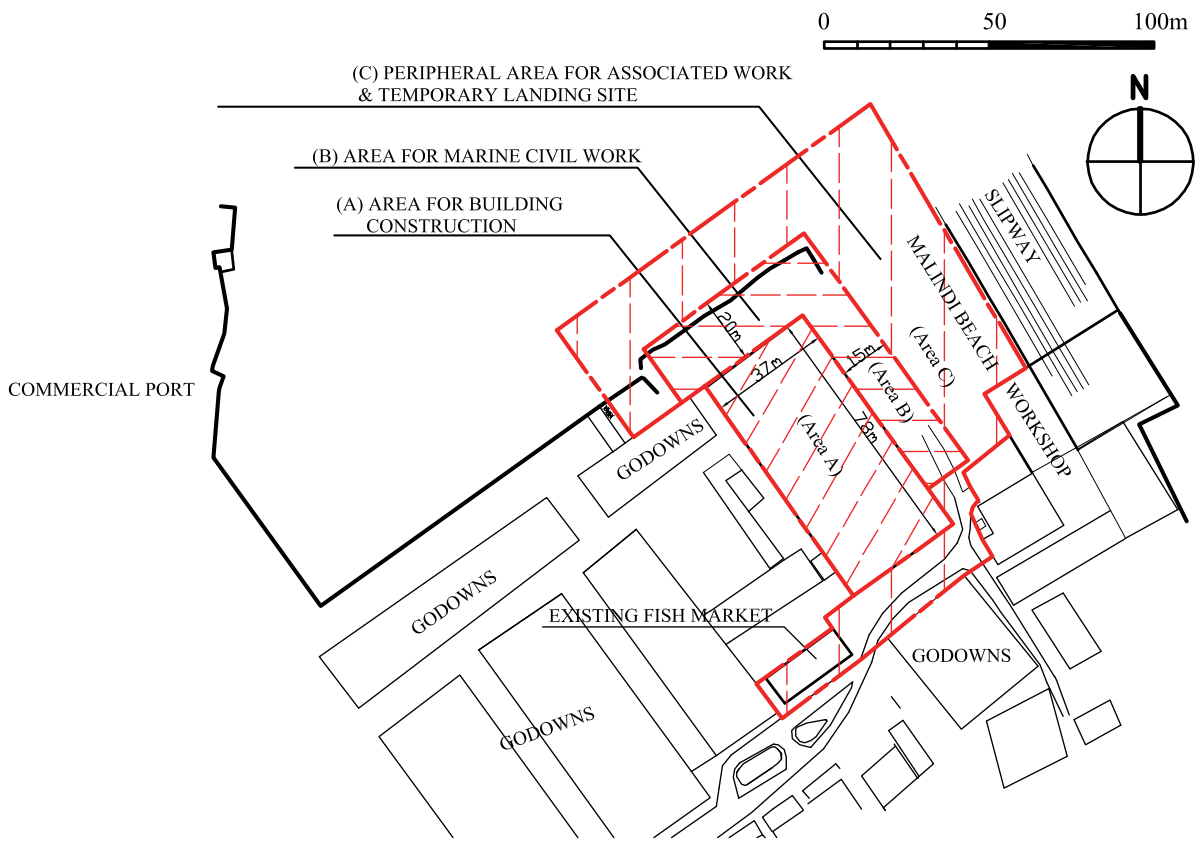 0 50 100m
(C) PERIPHERAL AREA FOR ASSOCIATED WORK
& TEMPORARY LANDING SITE
N
(B) AREA FOR MARINE CIVIL WORK
(A) AREA FOR BUILDING
CONSTRUCTION
SLIPWAY
MALINDI BEACH
(Area C)
COMMERCIAL PORT
20m
37m
15m
(Area B)
78m
(Area A)
WORKSHOP
GODOWNS
GODOWNS
EXISTING FISH MARKET
GODOWNS
GODOWNS